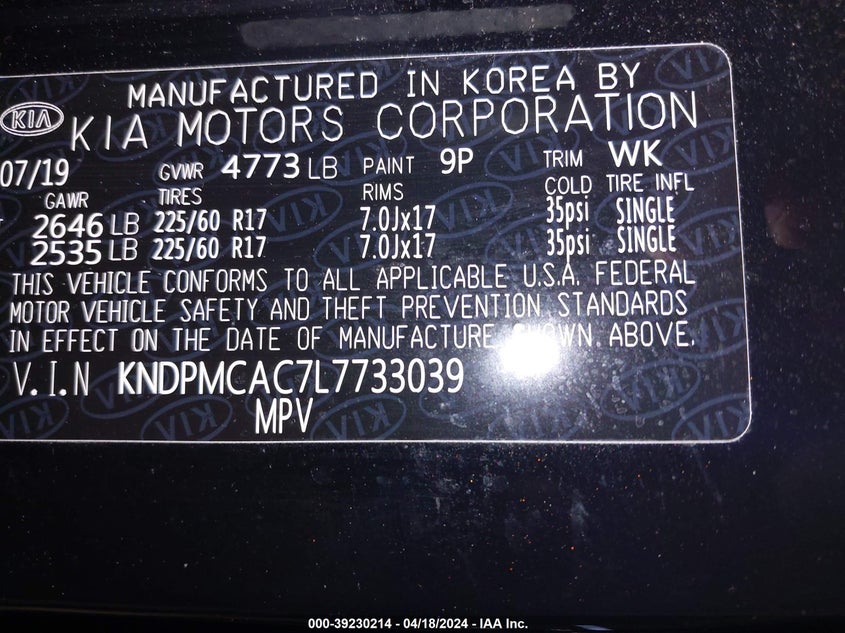 MANUFACTURED IN KOREA BY
KIA KIA MOTORS CORPORATION
07/19 GVWR 4773 LB PAINT 9P TRIM WK
GAWR TIRES RIMS COLD TIRE INFL
2646 LB 225/60 R17 7.0Jx17 35psi SINGLE
2535 LB 225/60 R17 7.0Jx17 35psi SINGLE
THIS VEHICLE CONFORMS TO ALL APPLICABLE U.S.A. FEDERAL
MOTOR VEHICLE SAFETY AND THEFT PREVENTION STANDARDS
IN EFFECT ON THE DATE OF MANUFACTURE SHOWN ABOVE.
V.I.N KNDPMCAC7L7733039
MPV
000-39230214 - 04/18/2024 - IAA Inc.